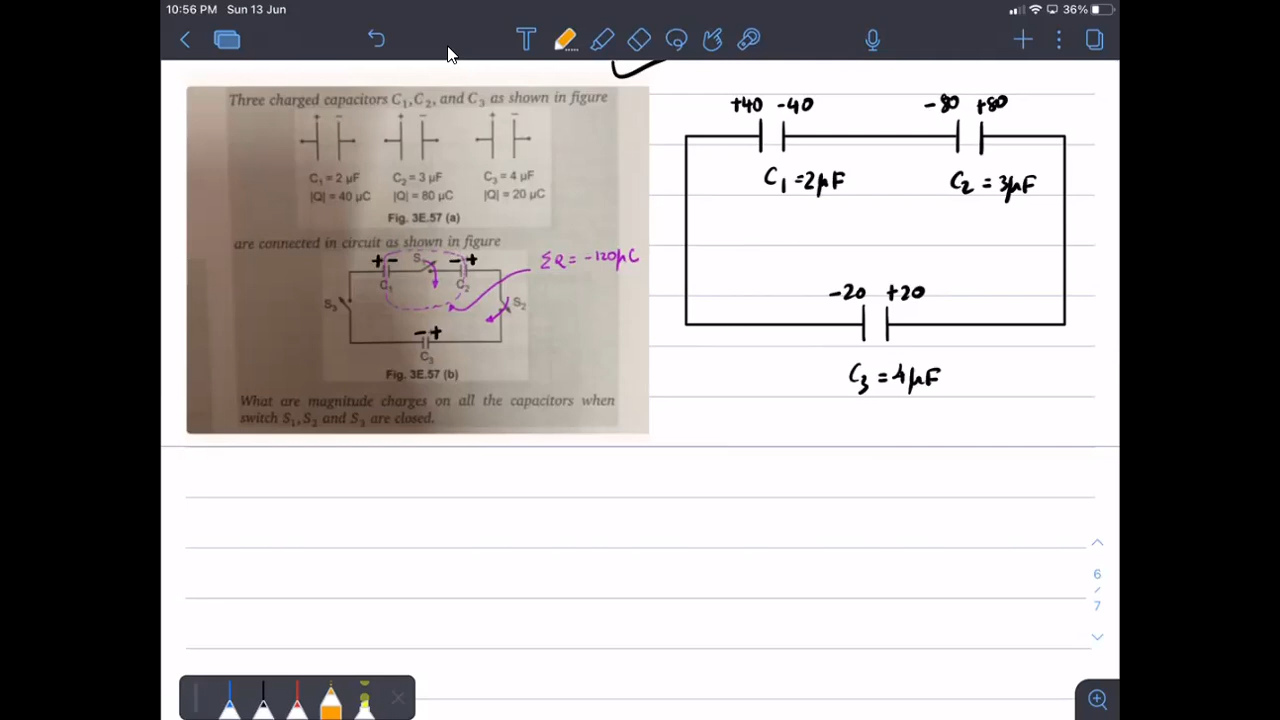 10:56 PM Sun 13 Jun
36%
T
Three charged capacitors C₁, C₂, and C₃ as shown in figure
+ − + − + −
C₁ = 2 μF C₂ = 3 μF C₃ = 4 μF
|Q| = 40 μC |Q| = 80 μC |Q| = 20 μC
Fig. 3E.57 (a)
are connected in circuit as shown in figure
+ − S₁ − +
C₁ C₂
ΣQ = -120μC
S₃ S₂
− +
C₃
Fig. 3E.57 (b)
What are magnitude charges on all the capacitors when
switch S₁, S₂ and S₃ are closed.
+40 -40 -80 +80
C₁ = 2μF C₂ = 3μF
-20 +20
C₃ = 4μF
6
/
7